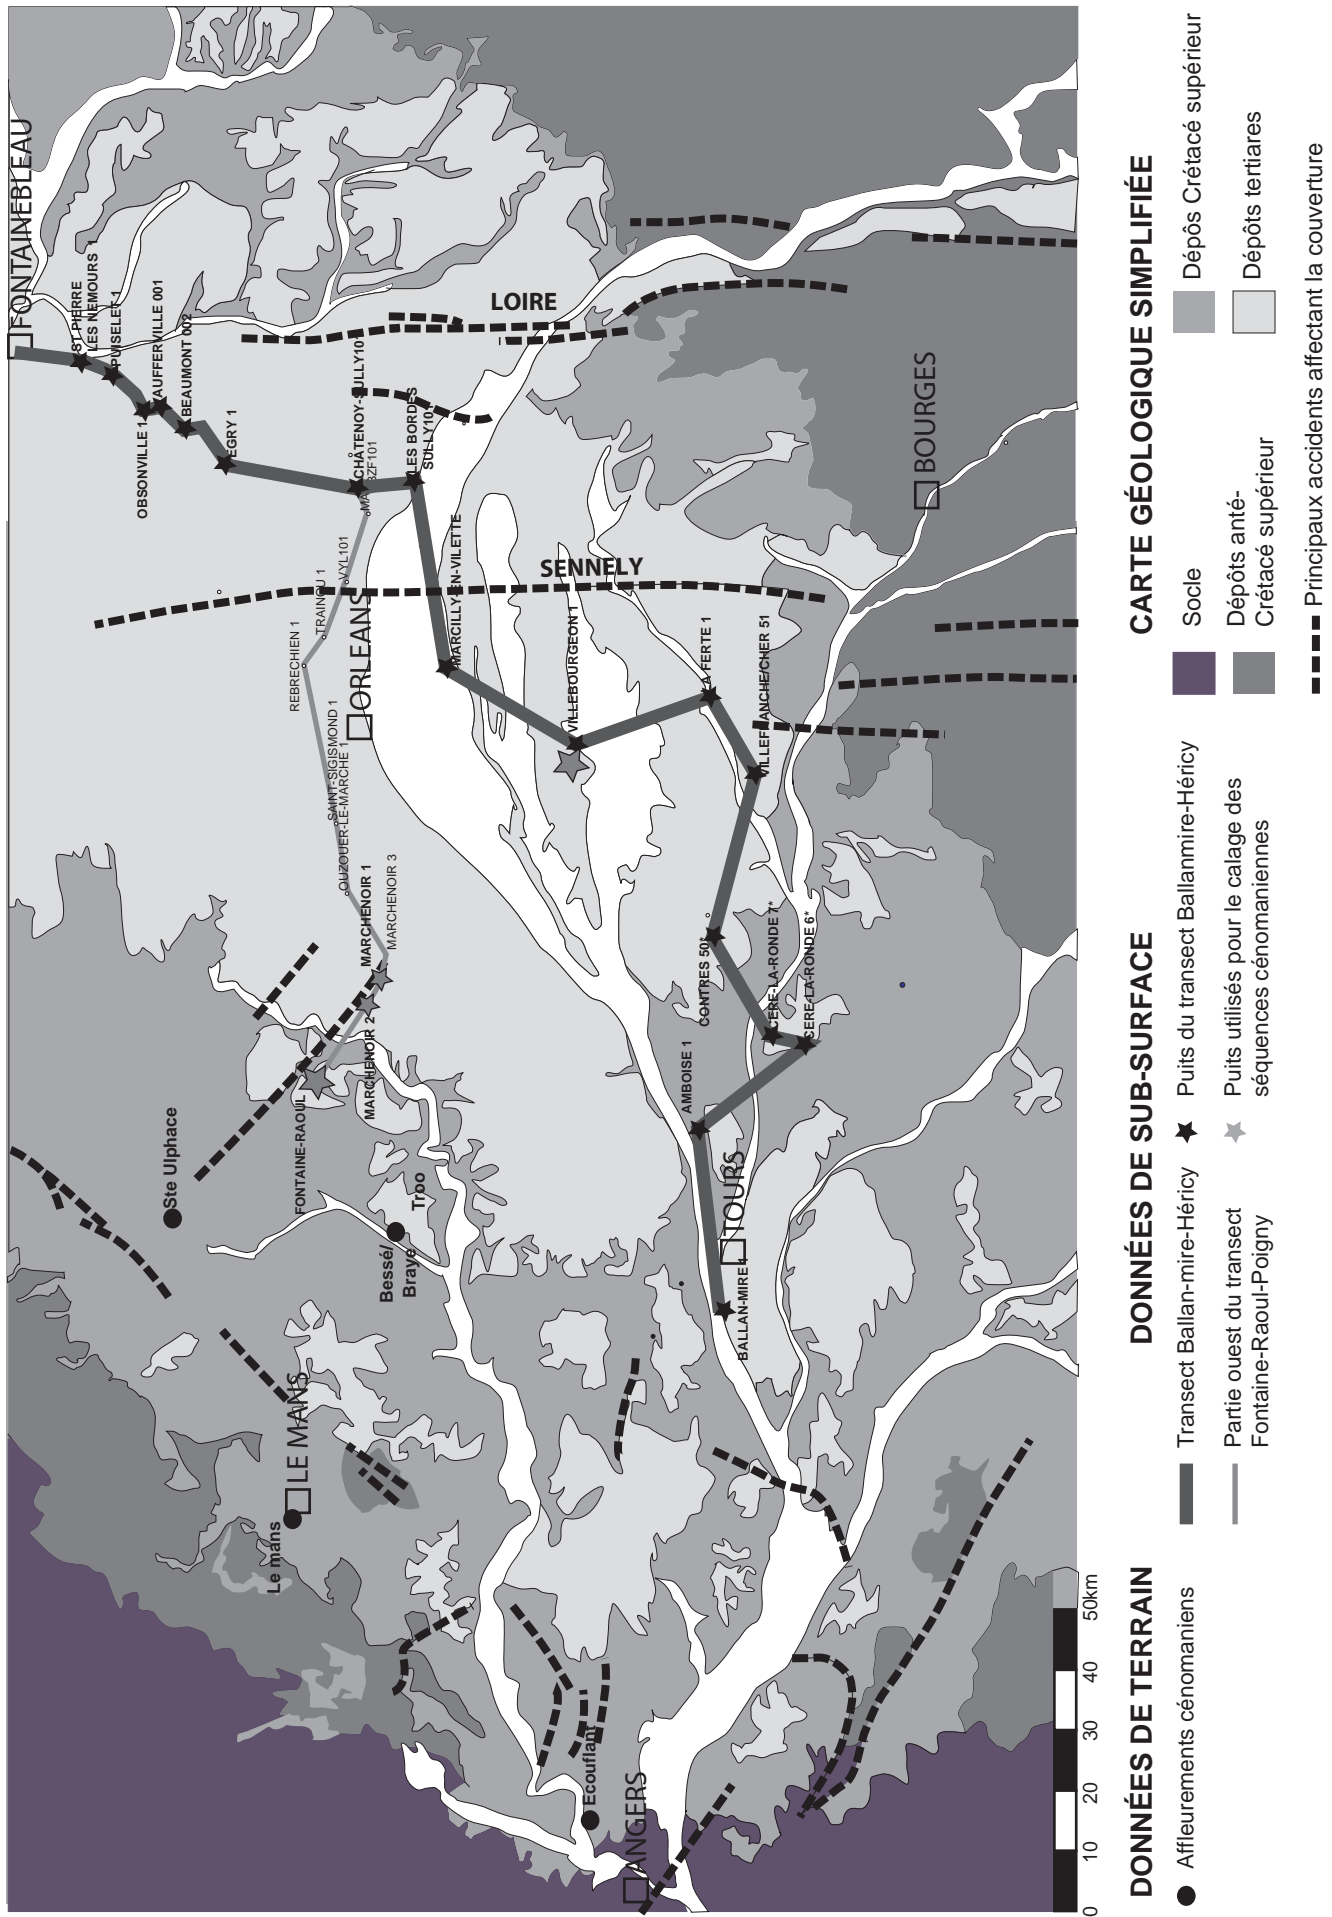 FONTAINEBLEAU
ST PIERRE
LES NEMOURS 1
PUISELET 1
AUFFERVILLE 001
OBSONVILLE 1
BEAUMONT 002
EGRY 1
CHÂTENOY-SULLY101
LES BORDES
SULLY101
LOIRE
VYL101
TRAINOU 1
REBRECHIEN 1
SAINT-SIGISMOND 1
OUZOUER-LE-MARCHE 1
MARCHENOIR 1
MARCHENOIR 3
MARCHENOIR 2
FONTAINE-RAOUL
ORLEANS
MARCILLY-EN-VILETTE
SENNELY
VILLEBOURGEON 1
LA FERTE 1
VILLEFRANCHE/CHER 51
BOURGES
CONTRES 50*
CERE-LA-RONDE 7*
CERE-LA-RONDE 6*
AMBOISE 1
TOURS
BALLAN-MIRE 1
Ste Ulphace
Troo
Bessé/
Braye
LE MANS
Le mans
Ecouflant
ANGERS
0 10 20 30 40 50km
DONNÉES DE TERRAIN
Affleurements cénomaniens
DONNÉES DE SUB-SURFACE
Transect Ballan-mire-Héricy
Partie ouest du transect
Fontaine-Raoul-Poigny
Puits du transect Ballanmire-Héricy
Puits utilisés pour le calage des
séquences cénomaniennes
CARTE GÉOLOGIQUE SIMPLIFIÉE
Socle
Dépôts anté-
Crétacé supérieur
Dépôs Crétacé supérieur
Dépôts tertiaires
Principaux accidents affectant la couverture